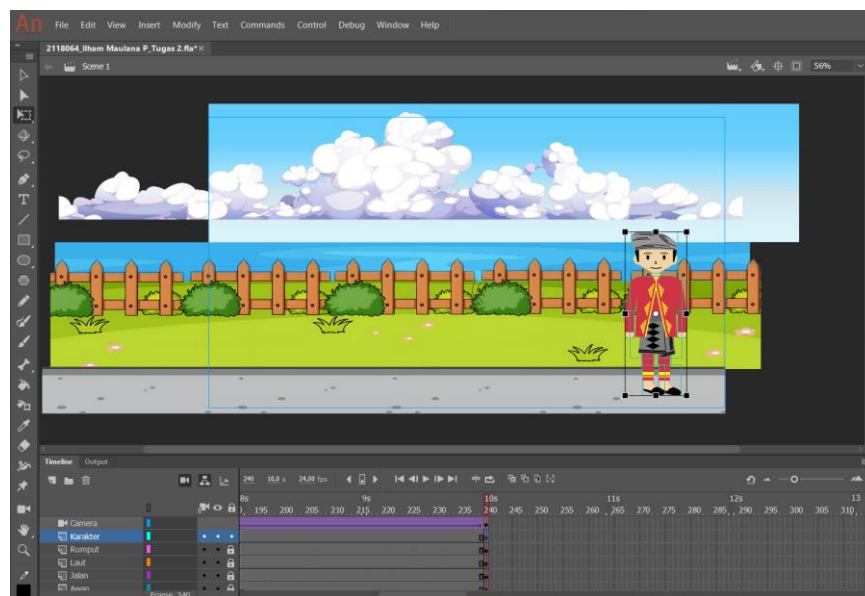 An File Edit View Insert Modify Text Commands Control Debug Window Help
2118064_Ilham Maulana P_Tugas 2.fla*
Scene 1
56%
Timeline Output
240 10,0 s 24,00 fps
8s 9s 10s 11s 12s 13
195 200 205 210 215 220 225 230 235 240 245 250 255 260 265 270 275 280 285 290 295 300 305 310
Camera
Karakter
Rumput
Laut
Jalan
Awan
Frame 240